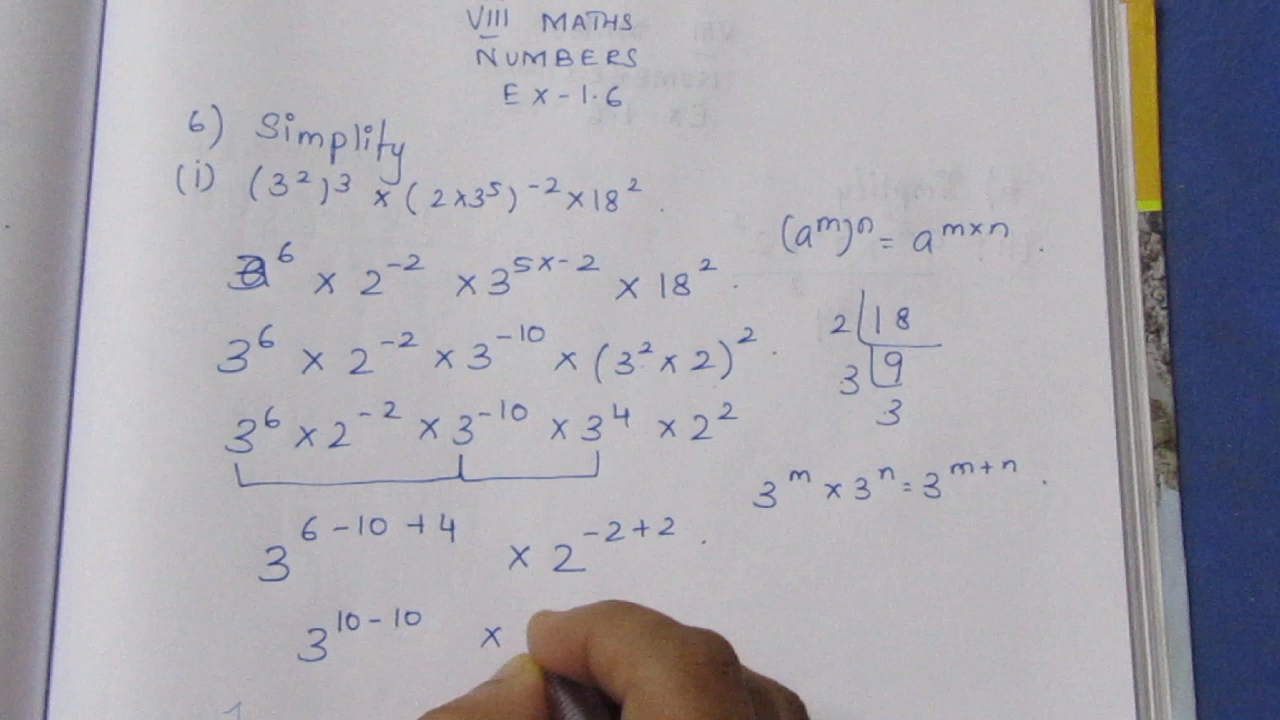 VIII MATHS
NUMBERS
EX-1.6
6) Simplify
(i) (3²)³ × (2×3⁵)⁻² × 18².
(aᵐ)ⁿ = aᵐˣⁿ.
3⁶ × 2⁻² × 3⁵ˣ⁻² × 18².
2 | 18
3⁶ × 2⁻² × 3⁻¹⁰ × (3² × 2)².
3 | 9
3
3⁶ × 2⁻² × 3⁻¹⁰ × 3⁴ × 2²
3ᵐ × 3ⁿ = 3ᵐ⁺ⁿ.
3⁶⁻¹⁰⁺⁴ × 2⁻²⁺².
3¹⁰⁻¹⁰ ×